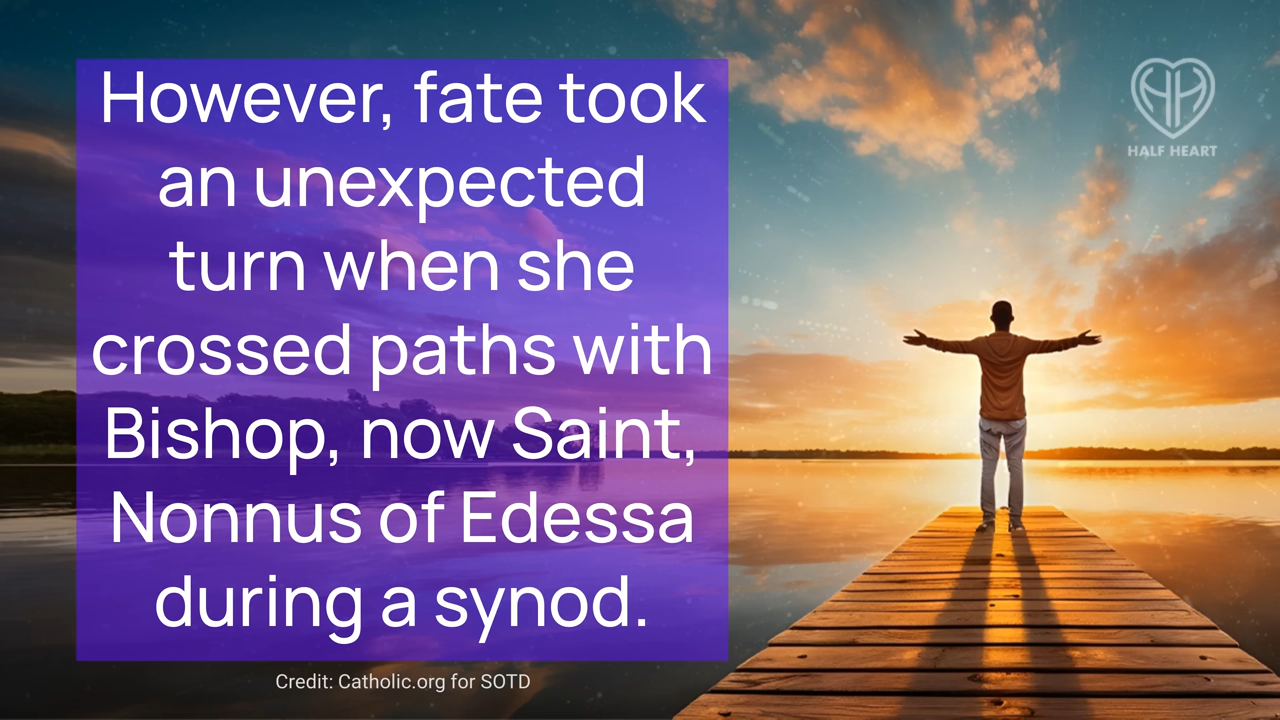 However, fate took
an unexpected
turn when she
crossed paths with
Bishop, now Saint,
Nonnus of Edessa
during a synod.
HALF HEART
Credit: Catholic.org for SOTD